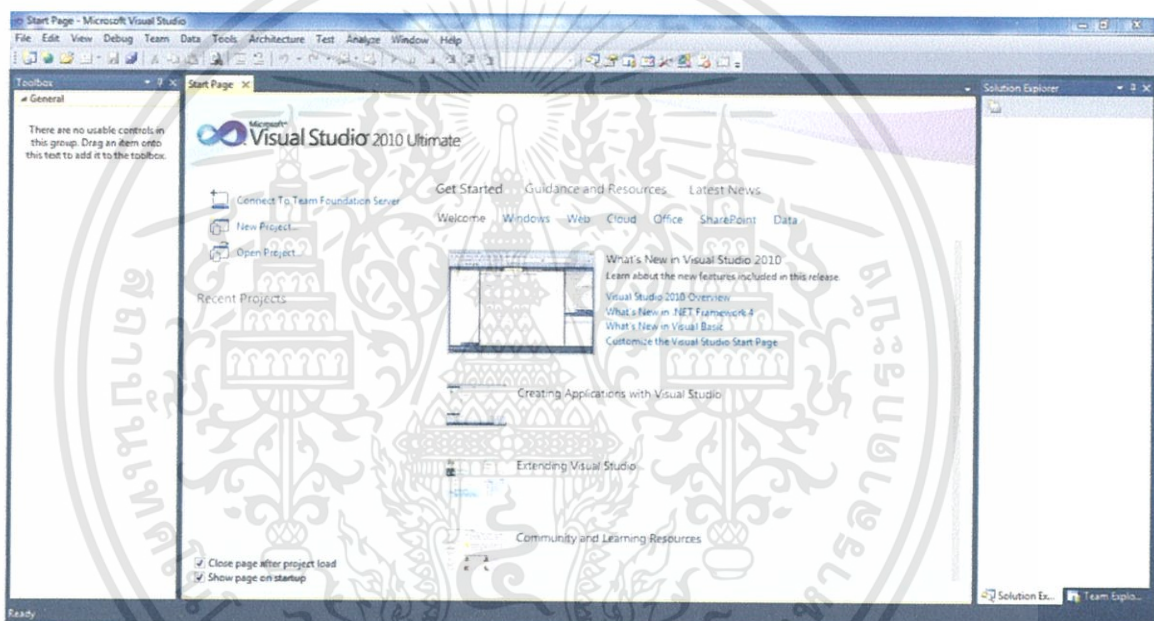 Start Page - Microsoft Visual Studio
File Edit View Debug Team Data Tools Architecture Test Analyze Window Help
Toolbox
General
There are no usable controls in
this group. Drag an item onto
this text to add it to the toolbox.
Start Page
Microsoft
Visual Studio 2010 Ultimate
Connect To Team Foundation Server
New Project...
Open Project...
Recent Projects
Close page after project load
Show page on startup
Get Started Guidance and Resources Latest News
Welcome Windows Web Cloud Office SharePoint Data
What's New in Visual Studio 2010
Learn about the new features included in this release.
Visual Studio 2010 Overview
What's New in .NET Framework 4
What's New in Visual Basic
Customize the Visual Studio Start Page
Creating Applications with Visual Studio
Extending Visual Studio
Community and Learning Resources
Solution Explorer
Solution Ex... Team Explo...
Ready